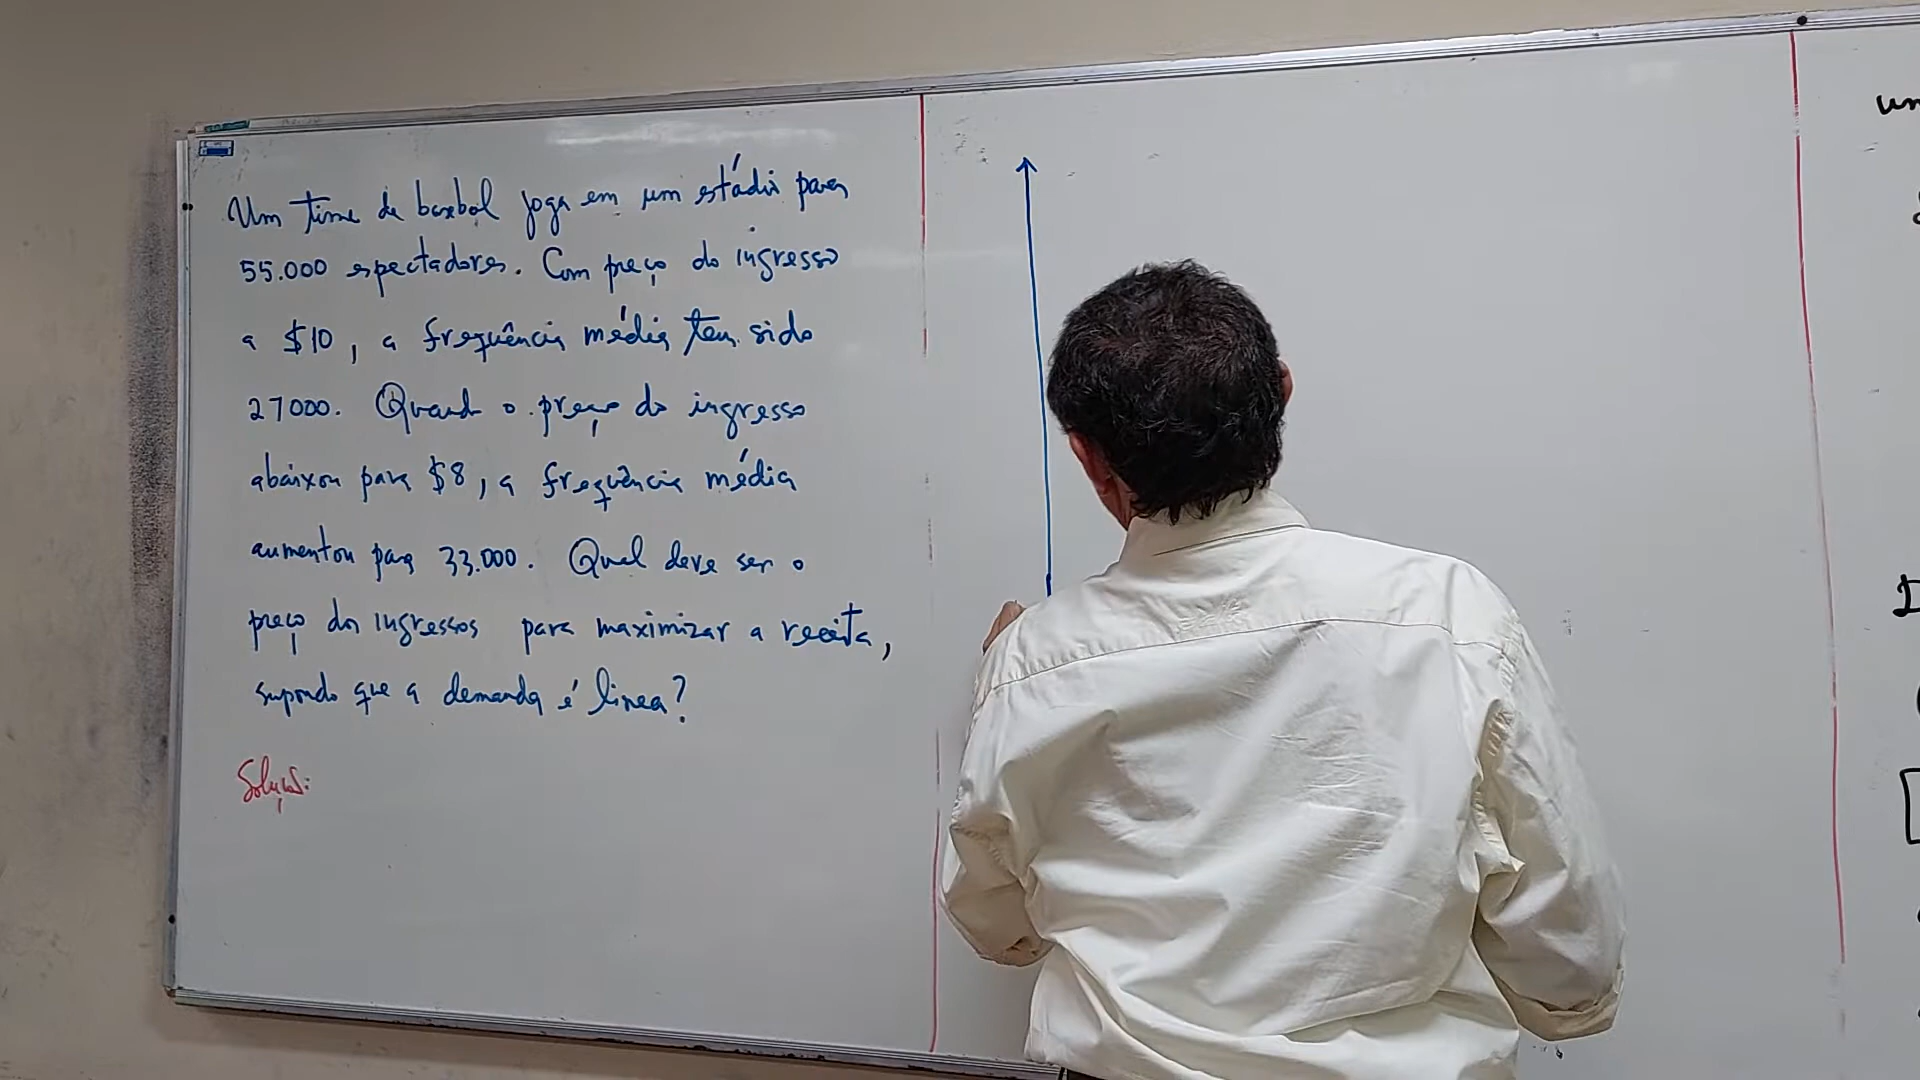 Um time de basebol joga em um estádio para
55.000 espectadores. Com preço do ingresso
a $10, a frequência média tem sido
27000. Quando o preço do ingresso
abaixou para $8, a frequência média
aumentou para 33.000. Qual deve ser o
preço dos ingressos para maximizar a receita,
supondo que a demanda é linear?
Solução:
um